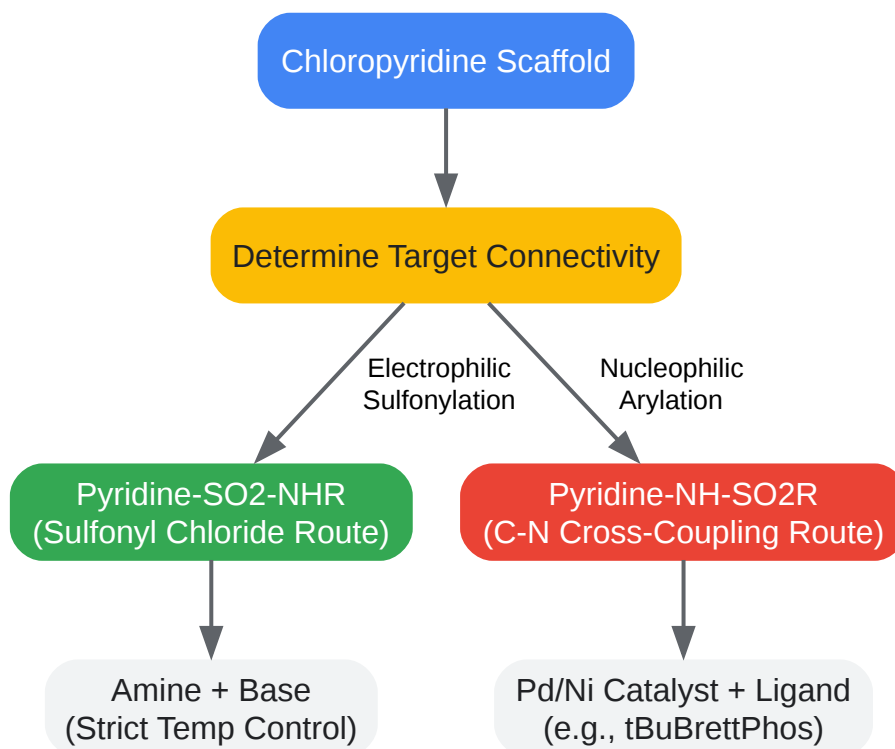 Chloropyridine Scaffold
Determine Target Connectivity
Electrophilic
Sulfonylation
Nucleophilic
Arylation
Pyridine-SO2-NHR
(Sulfonyl Chloride Route)
Pyridine-NH-SO2R
(C-N Cross-Coupling Route)
Amine + Base
(Strict Temp Control)
Pd/Ni Catalyst + Ligand
(e.g., tBuBrettPhos)